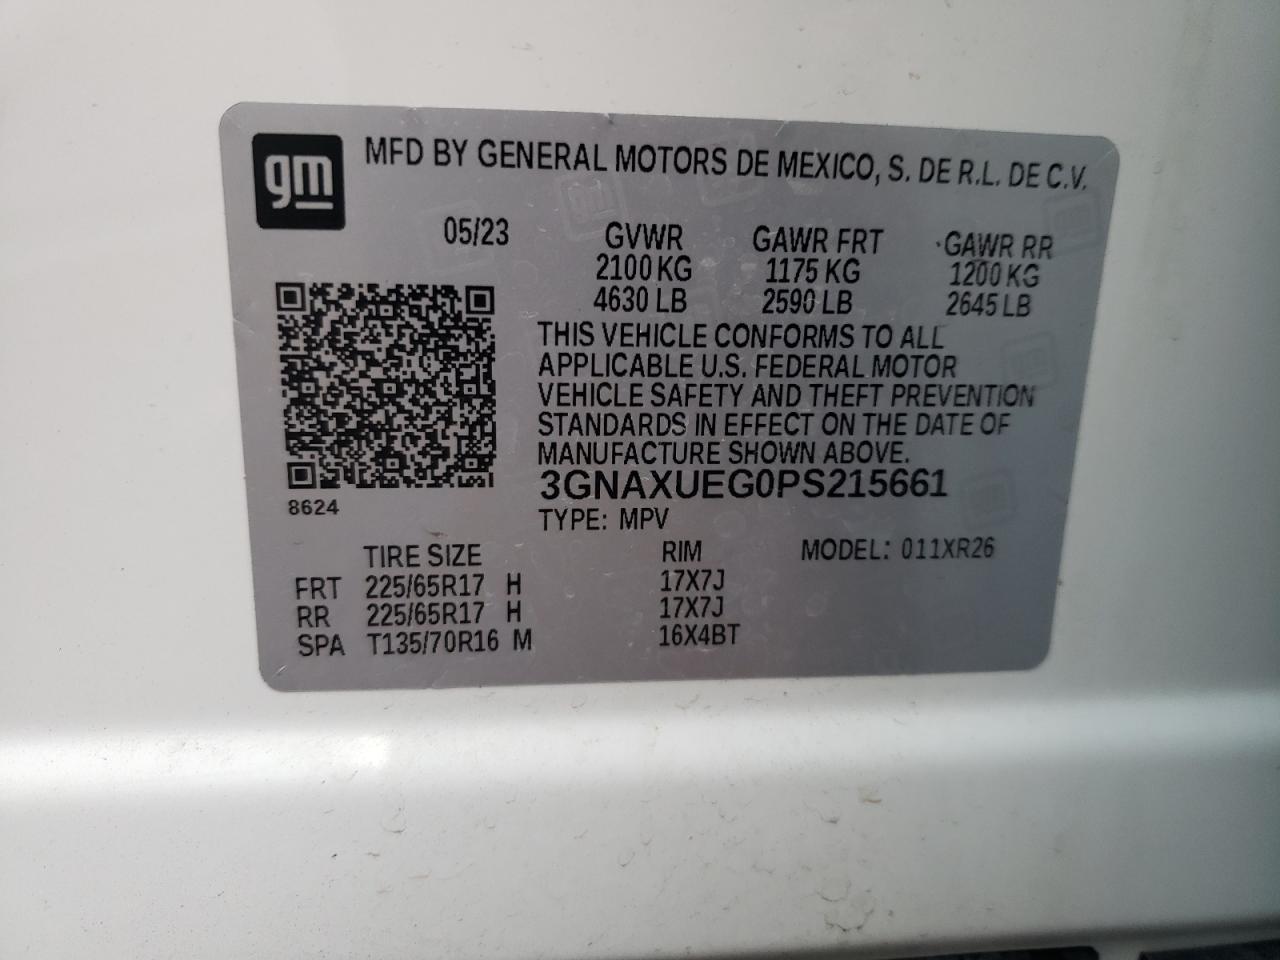 gm
MFD BY GENERAL MOTORS DE MEXICO, S. DE R.L. DE C.V.
05/23 GVWR GAWR FRT GAWR RR
2100 KG 1175 KG 1200 KG
4630 LB 2590 LB 2645 LB
THIS VEHICLE CONFORMS TO ALL
APPLICABLE U.S. FEDERAL MOTOR
VEHICLE SAFETY AND THEFT PREVENTION
STANDARDS IN EFFECT ON THE DATE OF
MANUFACTURE SHOWN ABOVE.
3GNAXUEG0PS215661
8624
TYPE: MPV
TIRE SIZE RIM MODEL: 011XR26
FRT 225/65R17 H 17X7J
RR 225/65R17 H 17X7J
SPA T135/70R16 M 16X4BT